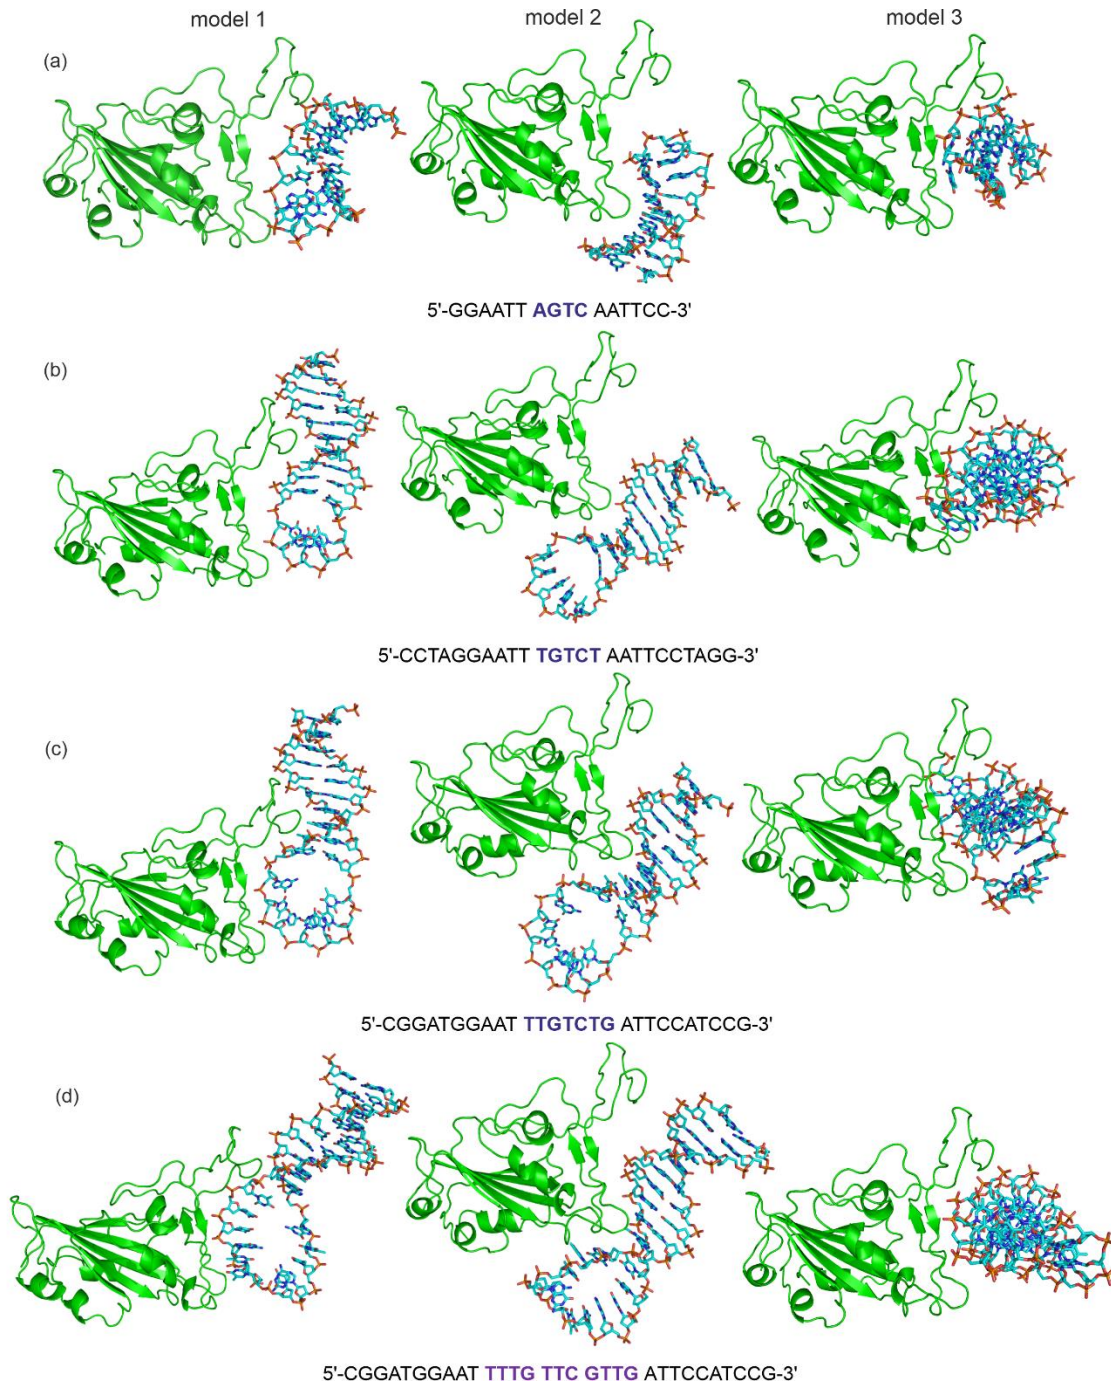 model 1 model 2 model 3
(a)
5'-GGAATT AGTC AATTCC-3'
(b)
5'-CCTAGGAATT TGTCT AATTCCTAGG-3'
(c)
5'-CGGATGGAAT TTGTCTG ATTCCATCCG-3'
(d)
5'-CGGATGGAAT TTTG TTC GTTG ATTCCATCCG-3'